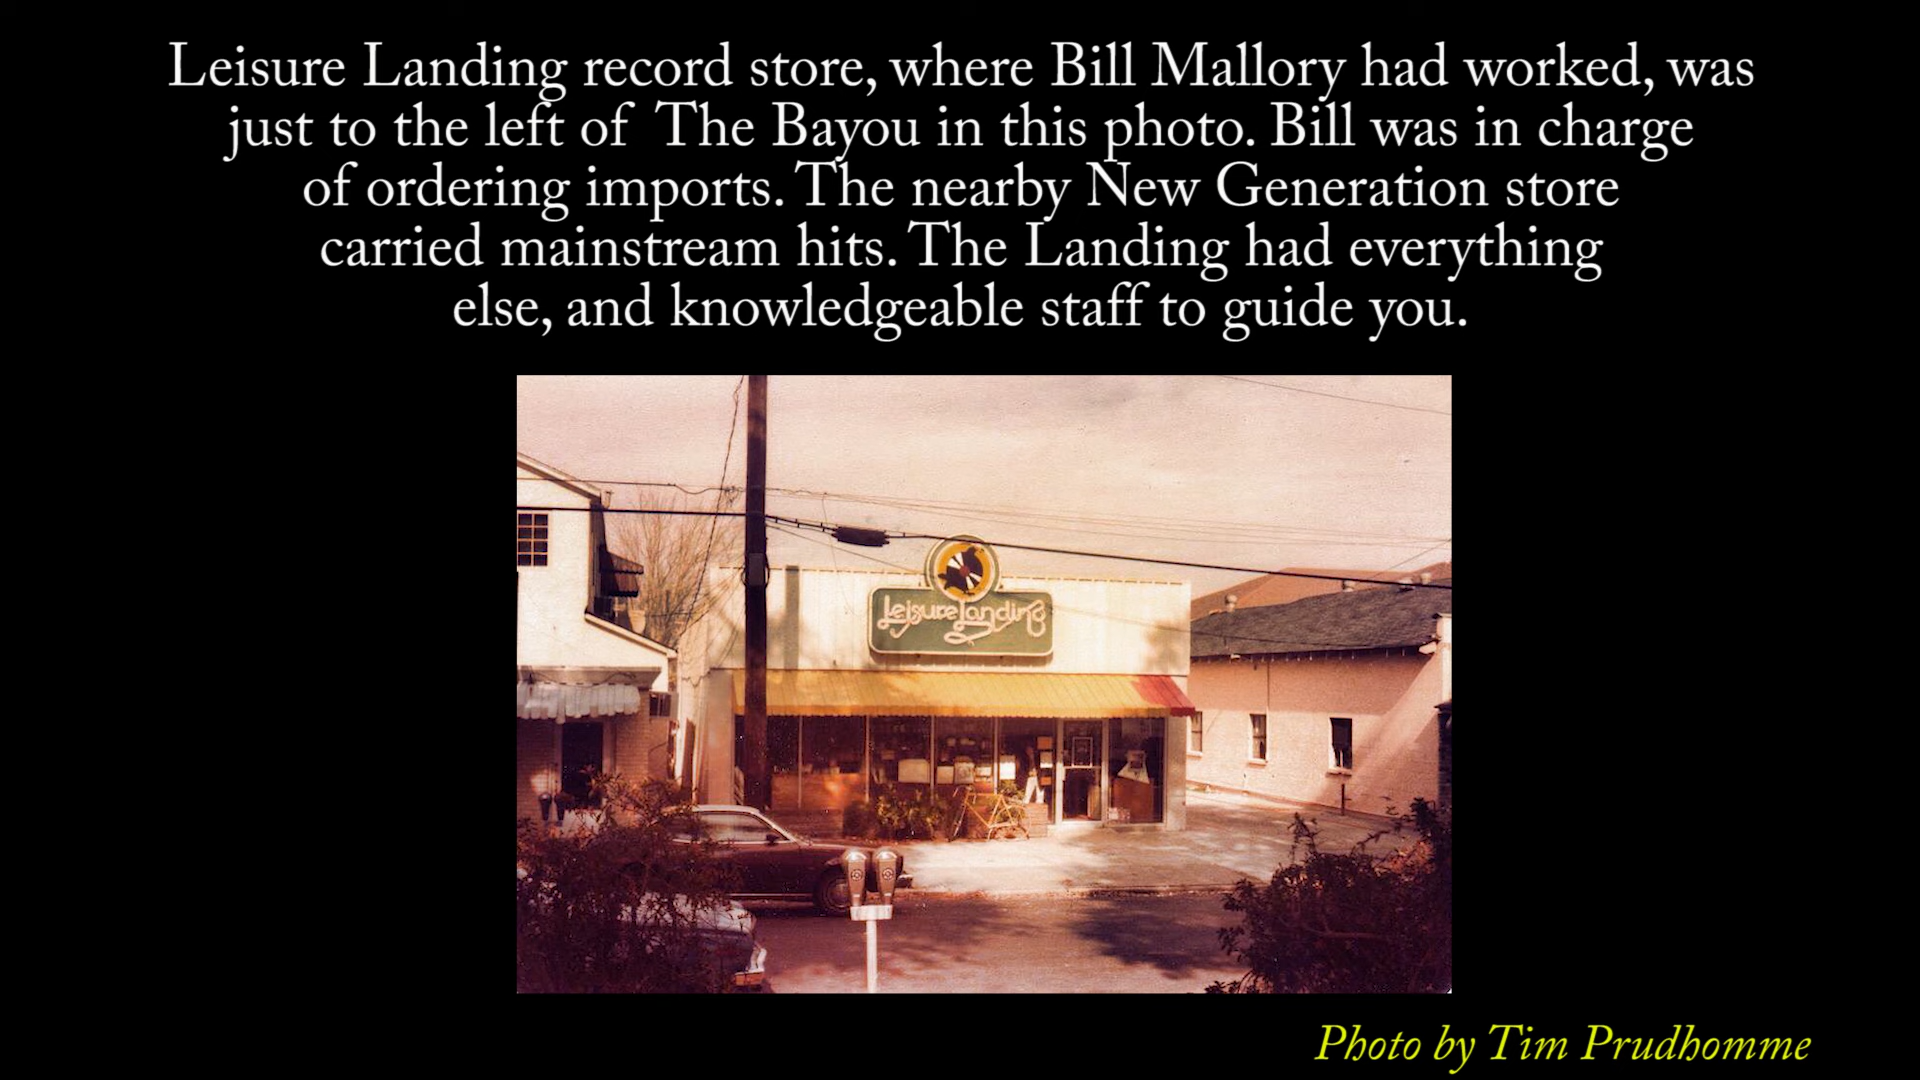 Leisure Landing record store, where Bill Mallory had worked, was
just to the left of The Bayou in this photo. Bill was in charge
of ordering imports. The nearby New Generation store
carried mainstream hits. The Landing had everything
else, and knowledgeable staff to guide you.
Leisure Landing
Photo by Tim Prudhomme